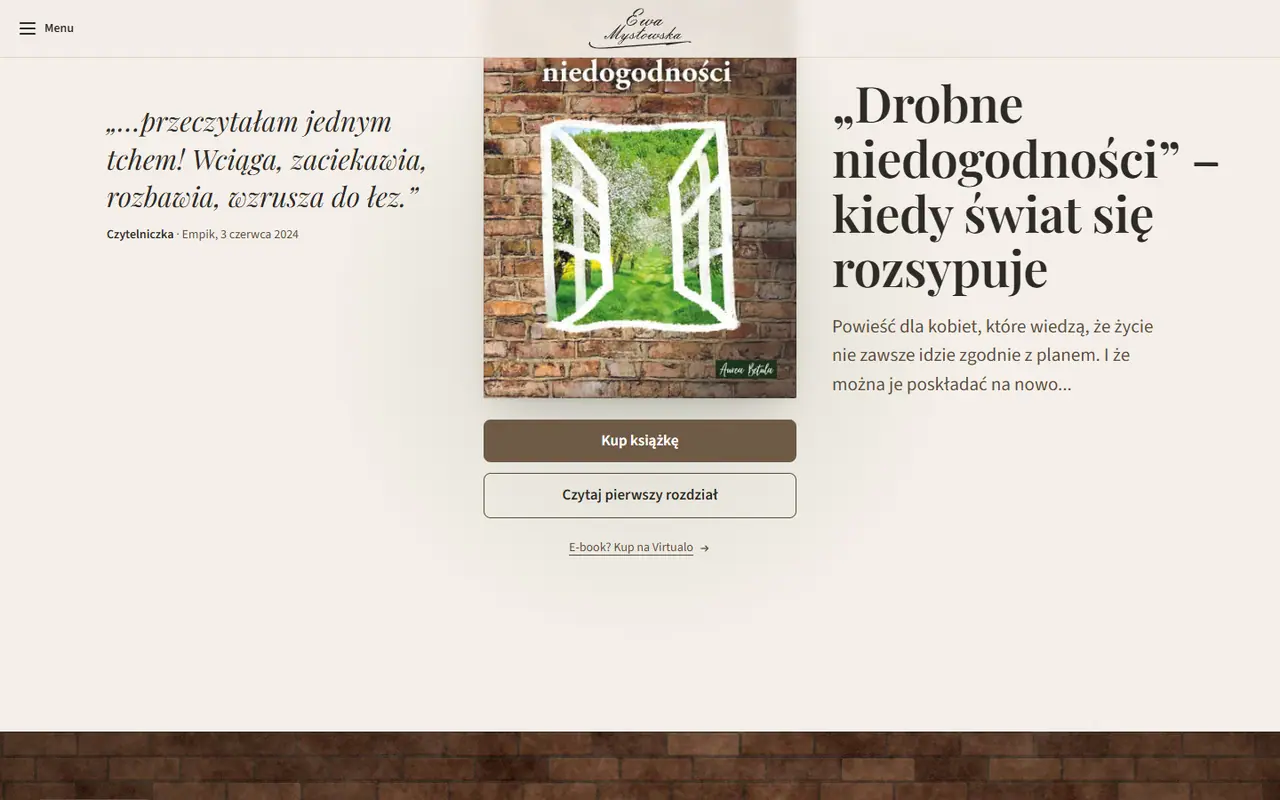 Menu
Ewa
Mysłowska
„…przeczytałam jednym
tchem! Wciąga, zaciekawia,
rozbawia, wzrusza do łez.”
Czytelniczka · Empik, 3 czerwca 2024
niedogodności
Aurea Betula
Kup książkę
Czytaj pierwszy rozdział
E-book? Kup na Virtualo →
„Drobne
niedogodności” –
kiedy świat się
rozsypuje
Powieść dla kobiet, które wiedzą, że życie
nie zawsze idzie zgodnie z planem. I że
można je poskładać na nowo...